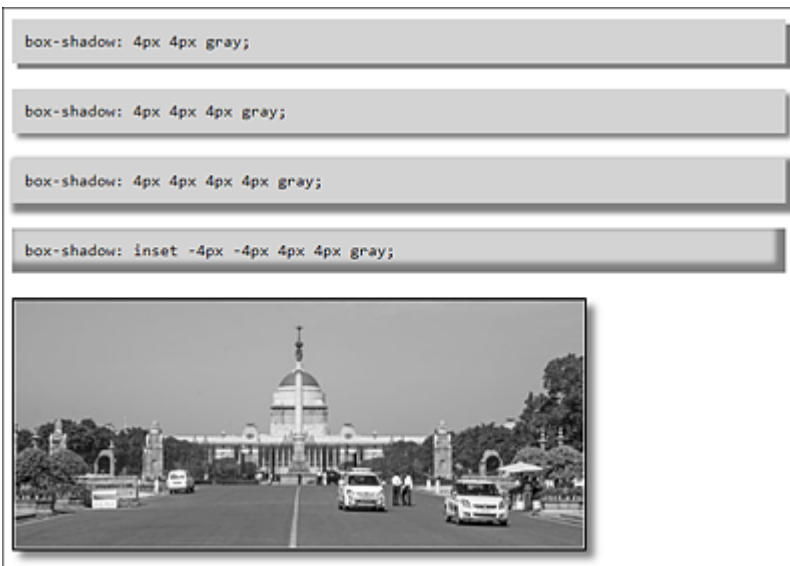 box-shadow: 4px 4px gray;
box-shadow: 4px 4px 4px gray;
box-shadow: 4px 4px 4px 4px gray;
box-shadow: inset -4px -4px 4px 4px gray;